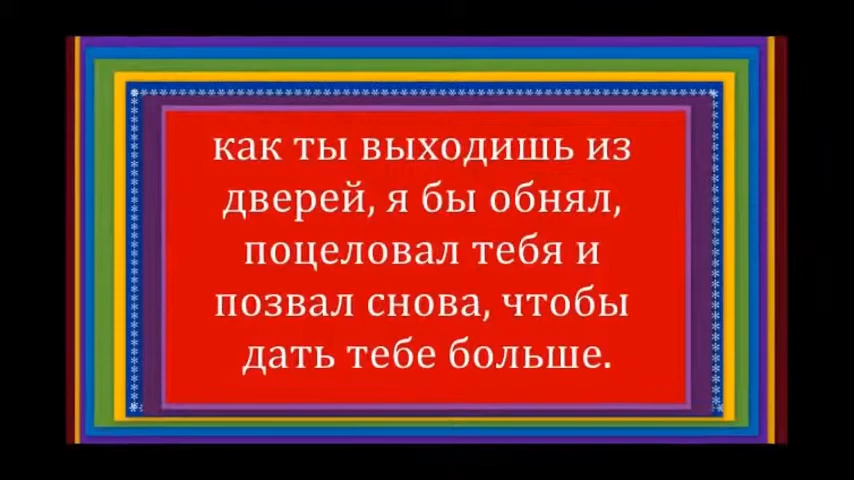 как ты выходишь из
дверей, я бы обнял,
поцеловал тебя и
позвал снова, чтобы
дать тебе больше.